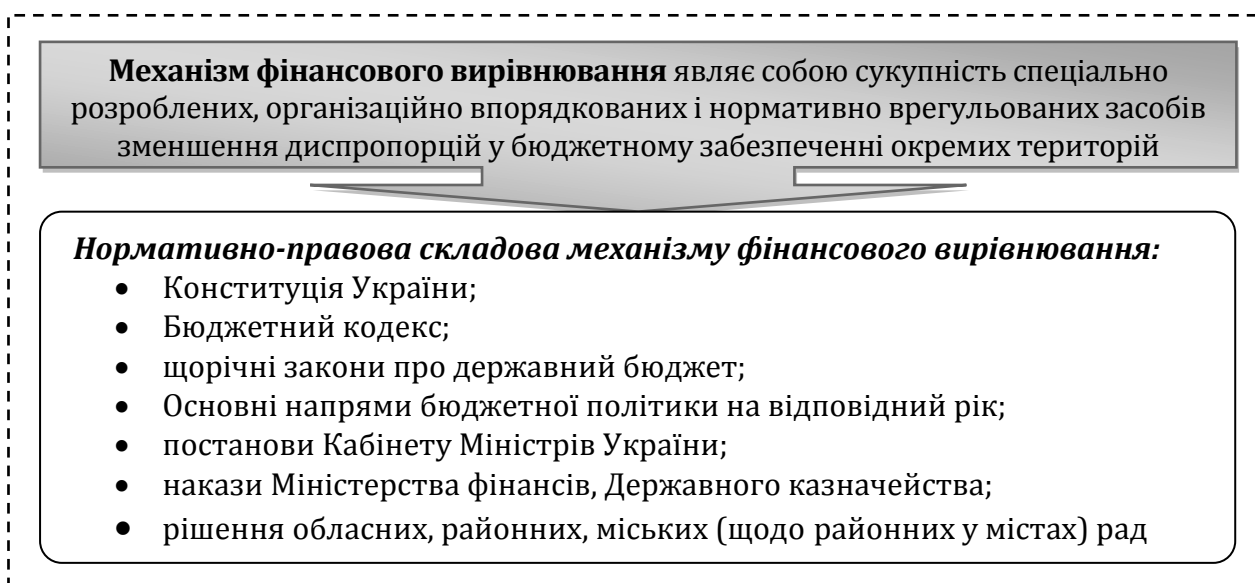 Механізм фінансового вирівнювання являє собою сукупність спеціально
розроблених, організаційно впорядкованих і нормативно врегульованих засобів
зменшення диспропорцій у бюджетному забезпеченні окремих територій
Нормативно-правова складова механізму фінансового вирівнювання:
• Конституція України;
• Бюджетний кодекс;
• щорічні закони про державний бюджет;
• Основні напрями бюджетної політики на відповідний рік;
• постанови Кабінету Міністрів України;
• накази Міністерства фінансів, Державного казначейства;
• рішення обласних, районних, міських (щодо районних у містах) рад